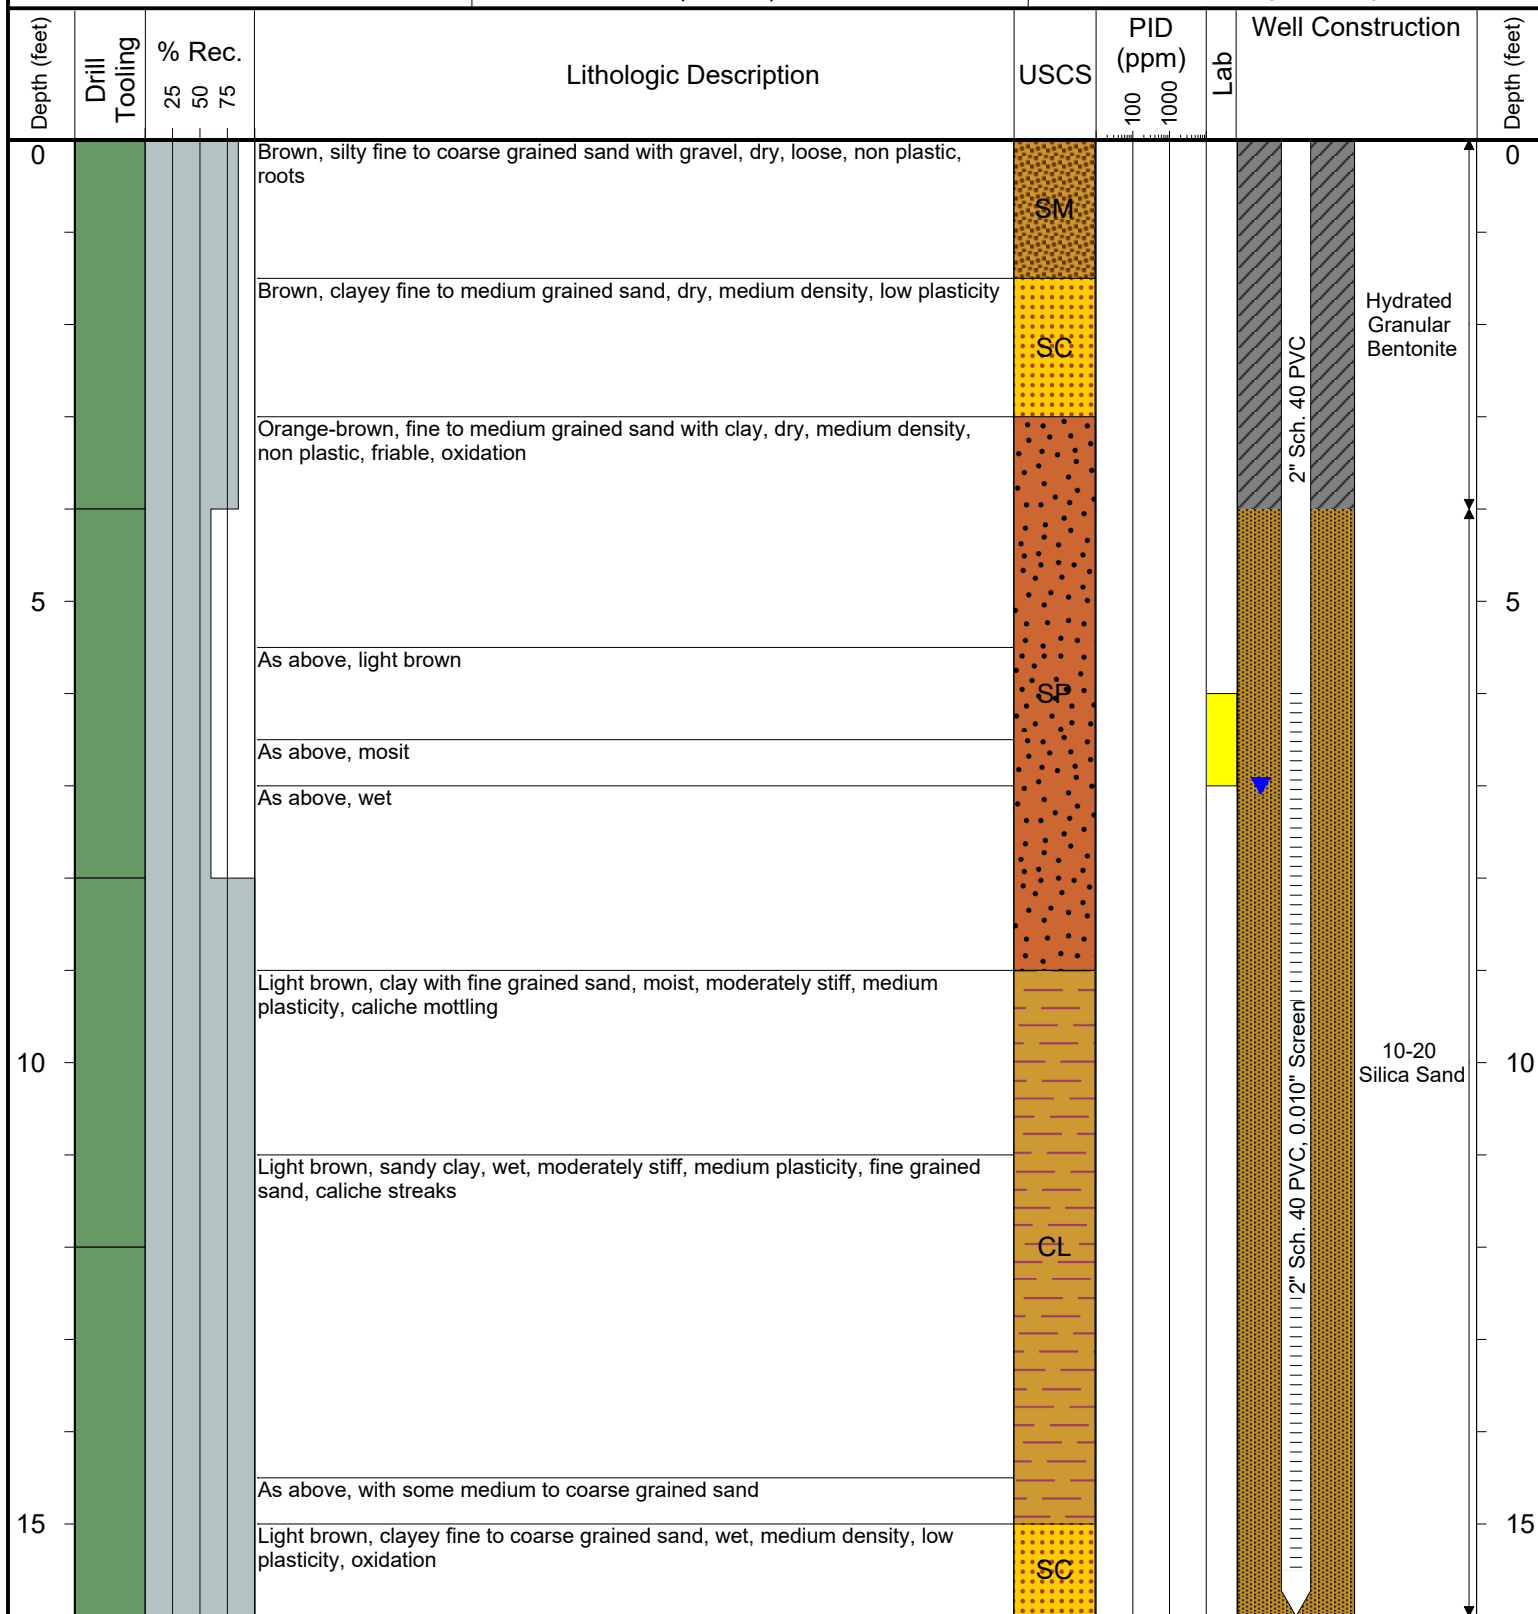 Depth (feet)
Drill
Tooling
% Rec.
25
50
75
Lithologic Description
USCS
PID
(ppm)
100
1000
Lab
Well Construction
Depth (feet)
0
Brown, silty fine to coarse grained sand with gravel, dry, loose, non plastic,
roots
SM
0
Brown, clayey fine to medium grained sand, dry, medium density, low plasticity
SC
Hydrated
Granular
Bentonite
2" Sch. 40 PVC
Orange-brown, fine to medium grained sand with clay, dry, medium density,
non plastic, friable, oxidation
5
5
As above, light brown
SP
As above, mosit
As above, wet
Light brown, clay with fine grained sand, moist, moderately stiff, medium
plasticity, caliche mottling
10
10-20
Silica Sand
10
2" Sch. 40 PVC, 0.010" Screen
Light brown, sandy clay, wet, moderately stiff, medium plasticity, fine grained
sand, caliche streaks
CL
As above, with some medium to coarse grained sand
15
15
Light brown, clayey fine to coarse grained sand, wet, medium density, low
plasticity, oxidation
SC